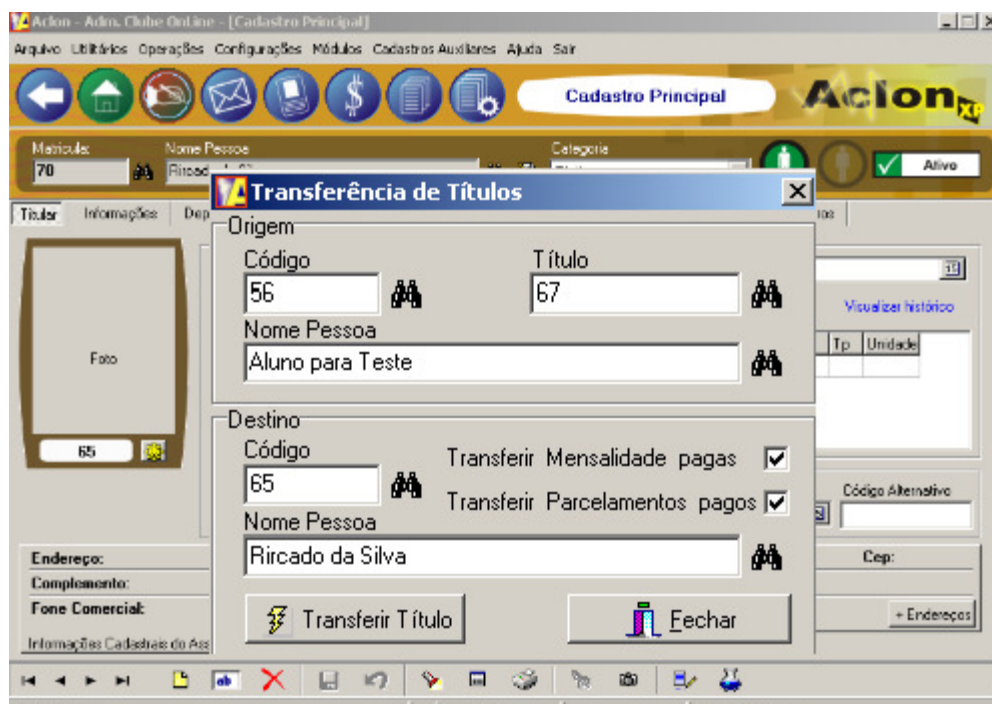 Aclon - Adm. Clube OnLine - [Cadastro Principal]
Arquivo Utilitários Operações Configurações Módulos Cadastros Auxiliares Ajuda Sair
Cadastro Principal
Aclon XP
Matricula: Nome Pessoa Categoria
70 Ativo
Titular Informações Dep
Transferência de Títulos
Origem
Código Título
56 67
Nome Pessoa
Aluno para Teste
Destino
Código
65
Transferir Mensalidade pagas
Transferir Parcelamentos pagos
Nome Pessoa
Rircado da Silva
Transferir Título Fechar
Foto
65
Visualizar histórico
Tp Unidade
Código Alternativo
Endereço: Cep:
Complemento:
Fone Comercial: + Endereços
Informações Cadastrais do Ass